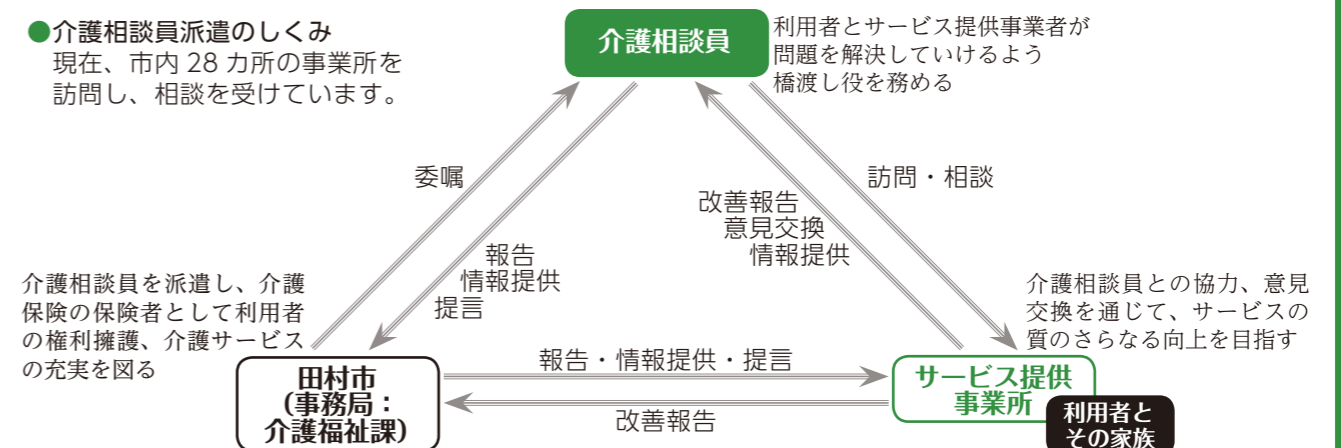 ●介護相談員派遣のしくみ
現在、市内 28 カ所の事業所を
訪問し、相談を受けています。
介護相談員
利用者とサービス提供事業者が
問題を解決していけるよう
橋渡し役を務める
委嘱
報告
情報提供
提言
改善報告
意見交換
情報提供
訪問・相談
介護相談員を派遣し、介護
保険の保険者として利用者
の権利擁護、介護サービス
の充実を図る
介護相談員との協力、意見
交換を通じて、サービスの
質のさらなる向上を目指す
田村市
(事務局：
介護福祉課)
報告・情報提供・提言
改善報告
サービス提供
事業所
利用者と
その家族